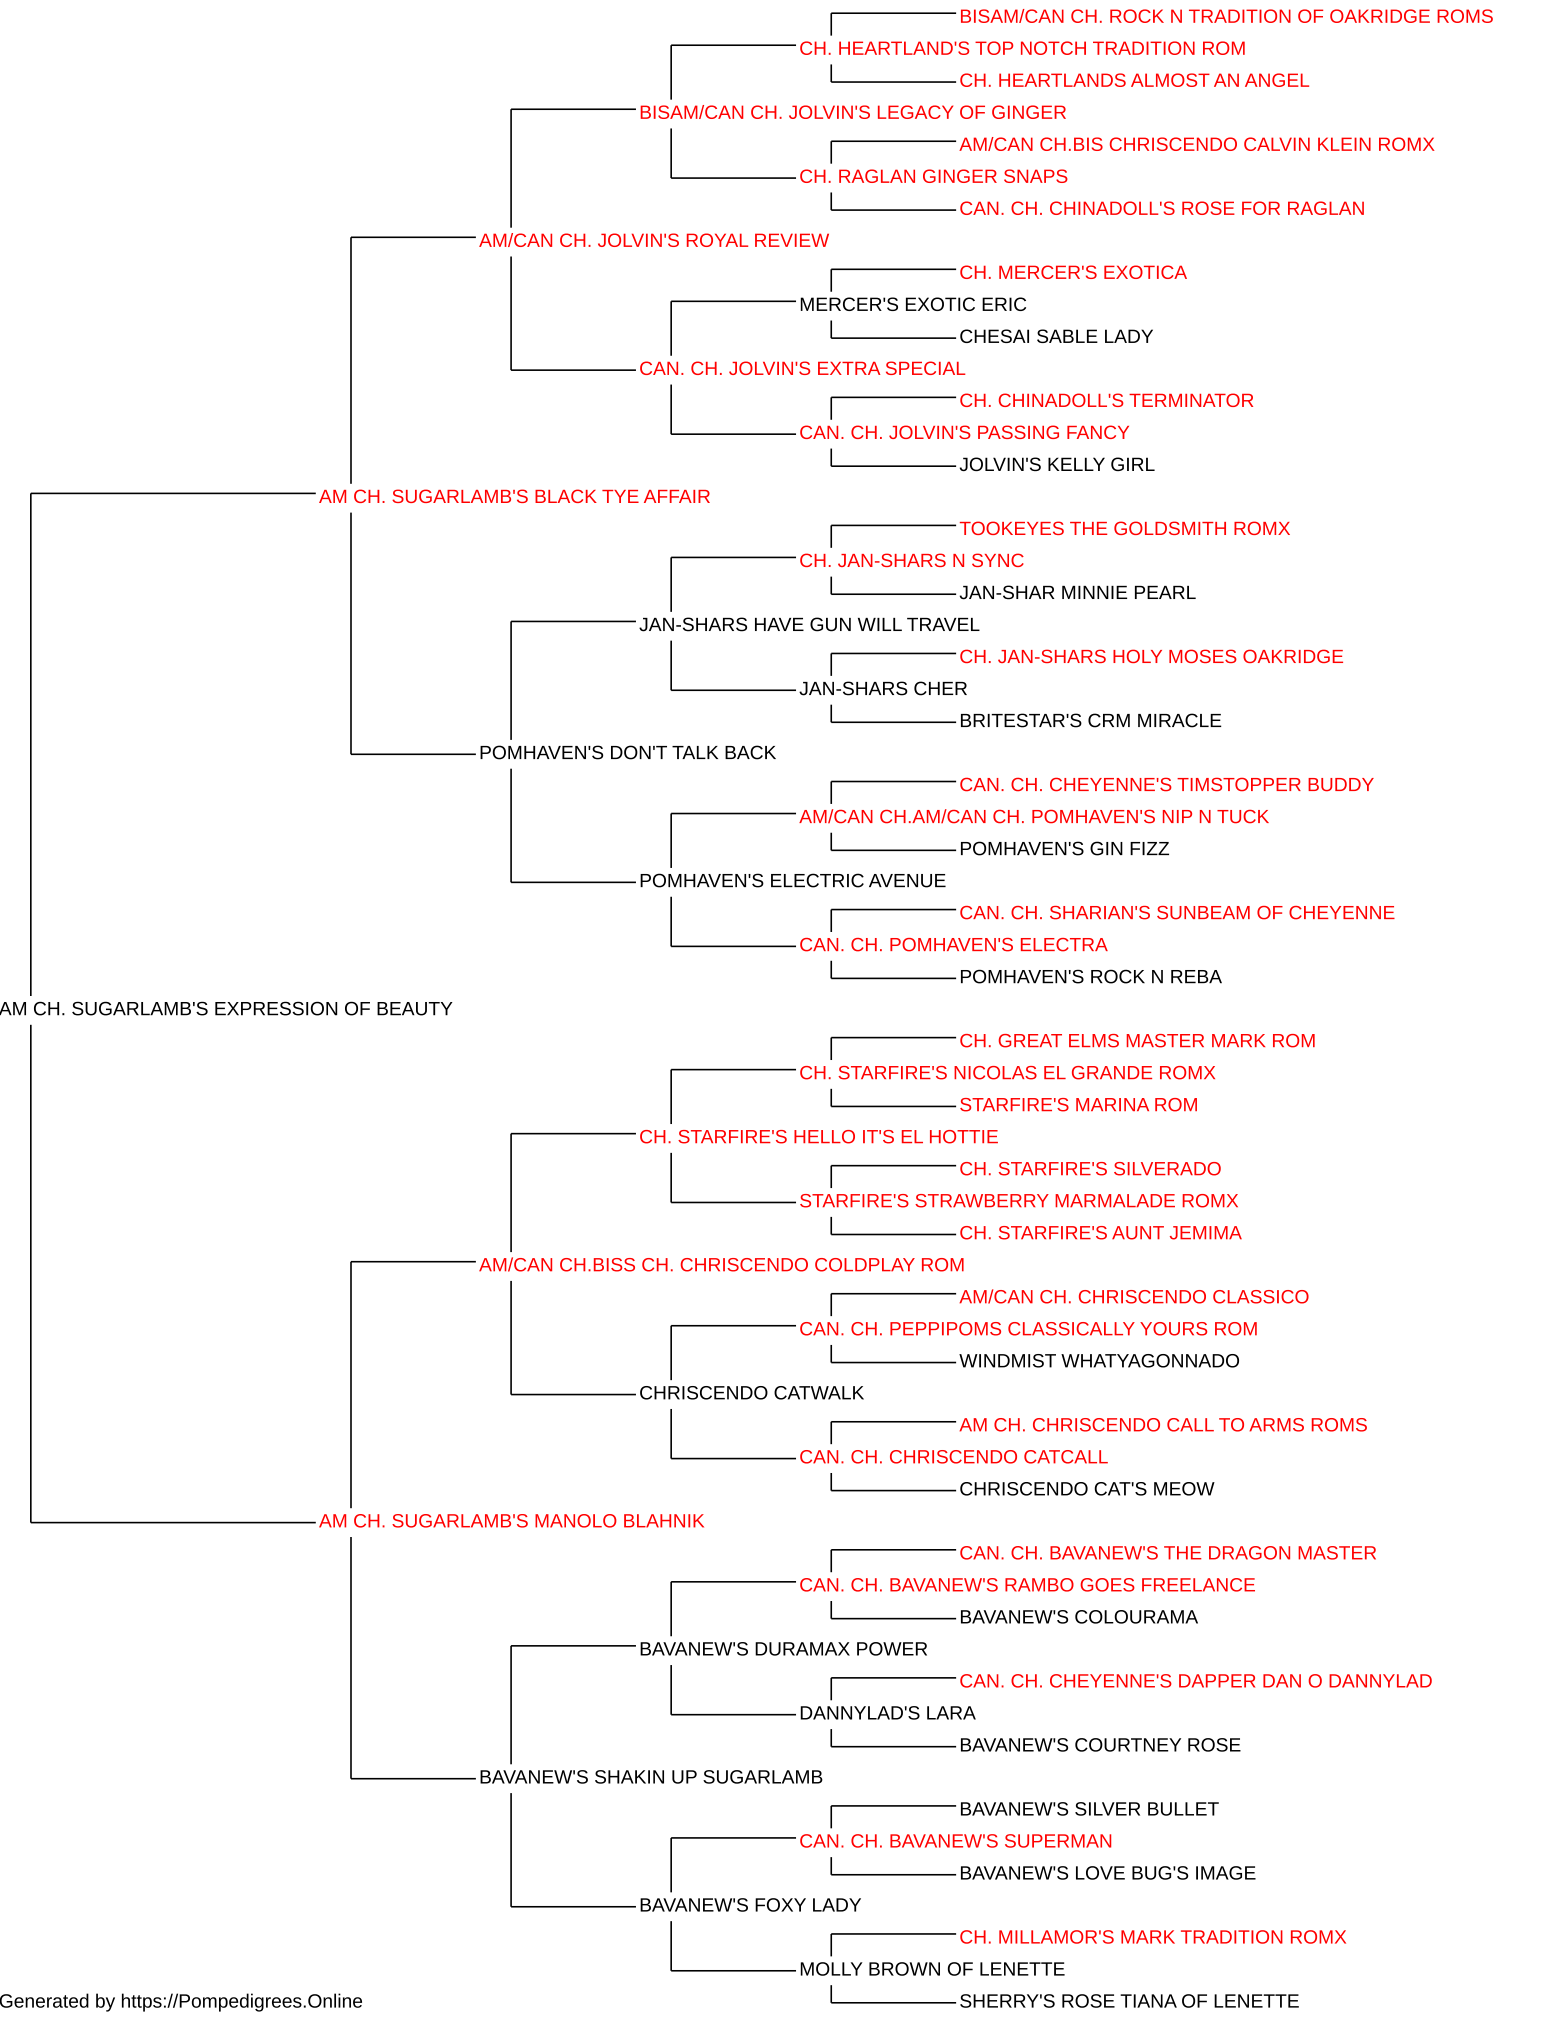 BISAM/CAN CH. ROCK N TRADITION OF OAKRIDGE ROMS
CH. HEARTLAND'S TOP NOTCH TRADITION ROM
CH. HEARTLANDS ALMOST AN ANGEL
BISAM/CAN CH. JOLVIN'S LEGACY OF GINGER
AM/CAN CH.BIS CHRISCENDO CALVIN KLEIN ROMX
CH. RAGLAN GINGER SNAPS
CAN. CH. CHINADOLL'S ROSE FOR RAGLAN
AM/CAN CH. JOLVIN'S ROYAL REVIEW
CH. MERCER'S EXOTICA
MERCER'S EXOTIC ERIC
CHESAI SABLE LADY
CAN. CH. JOLVIN'S EXTRA SPECIAL
CH. CHINADOLL'S TERMINATOR
CAN. CH. JOLVIN'S PASSING FANCY
JOLVIN'S KELLY GIRL
AM CH. SUGARLAMB'S BLACK TYE AFFAIR
TOOKEYES THE GOLDSMITH ROMX
CH. JAN-SHARS N SYNC
JAN-SHAR MINNIE PEARL
JAN-SHARS HAVE GUN WILL TRAVEL
CH. JAN-SHARS HOLY MOSES OAKRIDGE
JAN-SHARS CHER
BRITESTAR'S CRM MIRACLE
POMHAVEN'S DON'T TALK BACK
CAN. CH. CHEYENNE'S TIMSTOPPER BUDDY
AM/CAN CH.AM/CAN CH. POMHAVEN'S NIP N TUCK
POMHAVEN'S GIN FIZZ
POMHAVEN'S ELECTRIC AVENUE
CAN. CH. SHARIAN'S SUNBEAM OF CHEYENNE
CAN. CH. POMHAVEN'S ELECTRA
POMHAVEN'S ROCK N REBA
AM CH. SUGARLAMB'S EXPRESSION OF BEAUTY
CH. GREAT ELMS MASTER MARK ROM
CH. STARFIRE'S NICOLAS EL GRANDE ROMX
STARFIRE'S MARINA ROM
CH. STARFIRE'S HELLO IT'S EL HOTTIE
CH. STARFIRE'S SILVERADO
STARFIRE'S STRAWBERRY MARMALADE ROMX
CH. STARFIRE'S AUNT JEMIMA
AM/CAN CH.BISS CH. CHRISCENDO COLDPLAY ROM
AM/CAN CH. CHRISCENDO CLASSICO
CAN. CH. PEPPIPOMS CLASSICALLY YOURS ROM
WINDMIST WHATYAGONNADO
CHRISCENDO CATWALK
AM CH. CHRISCENDO CALL TO ARMS ROMS
CAN. CH. CHRISCENDO CATCALL
CHRISCENDO CAT'S MEOW
AM CH. SUGARLAMB'S MANOLO BLAHNIK
CAN. CH. BAVANEW'S THE DRAGON MASTER
CAN. CH. BAVANEW'S RAMBO GOES FREELANCE
BAVANEW'S COLOURAMA
BAVANEW'S DURAMAX POWER
CAN. CH. CHEYENNE'S DAPPER DAN O DANNYLAD
DANNYLAD'S LARA
BAVANEW'S COURTNEY ROSE
BAVANEW'S SHAKIN UP SUGARLAMB
BAVANEW'S SILVER BULLET
CAN. CH. BAVANEW'S SUPERMAN
BAVANEW'S LOVE BUG'S IMAGE
BAVANEW'S FOXY LADY
CH. MILLAMOR'S MARK TRADITION ROMX
MOLLY BROWN OF LENETTE
SHERRY'S ROSE TIANA OF LENETTE
Generated by https://Pompedigrees.Online